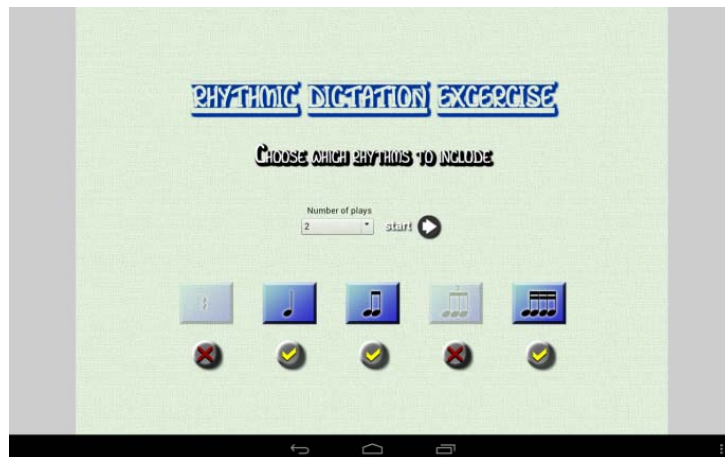 RHYTHMIC DICTATION EXCERCISE
CHOOSE WHICH RHYTHMS TO INCLUDE
Number of plays
2
start